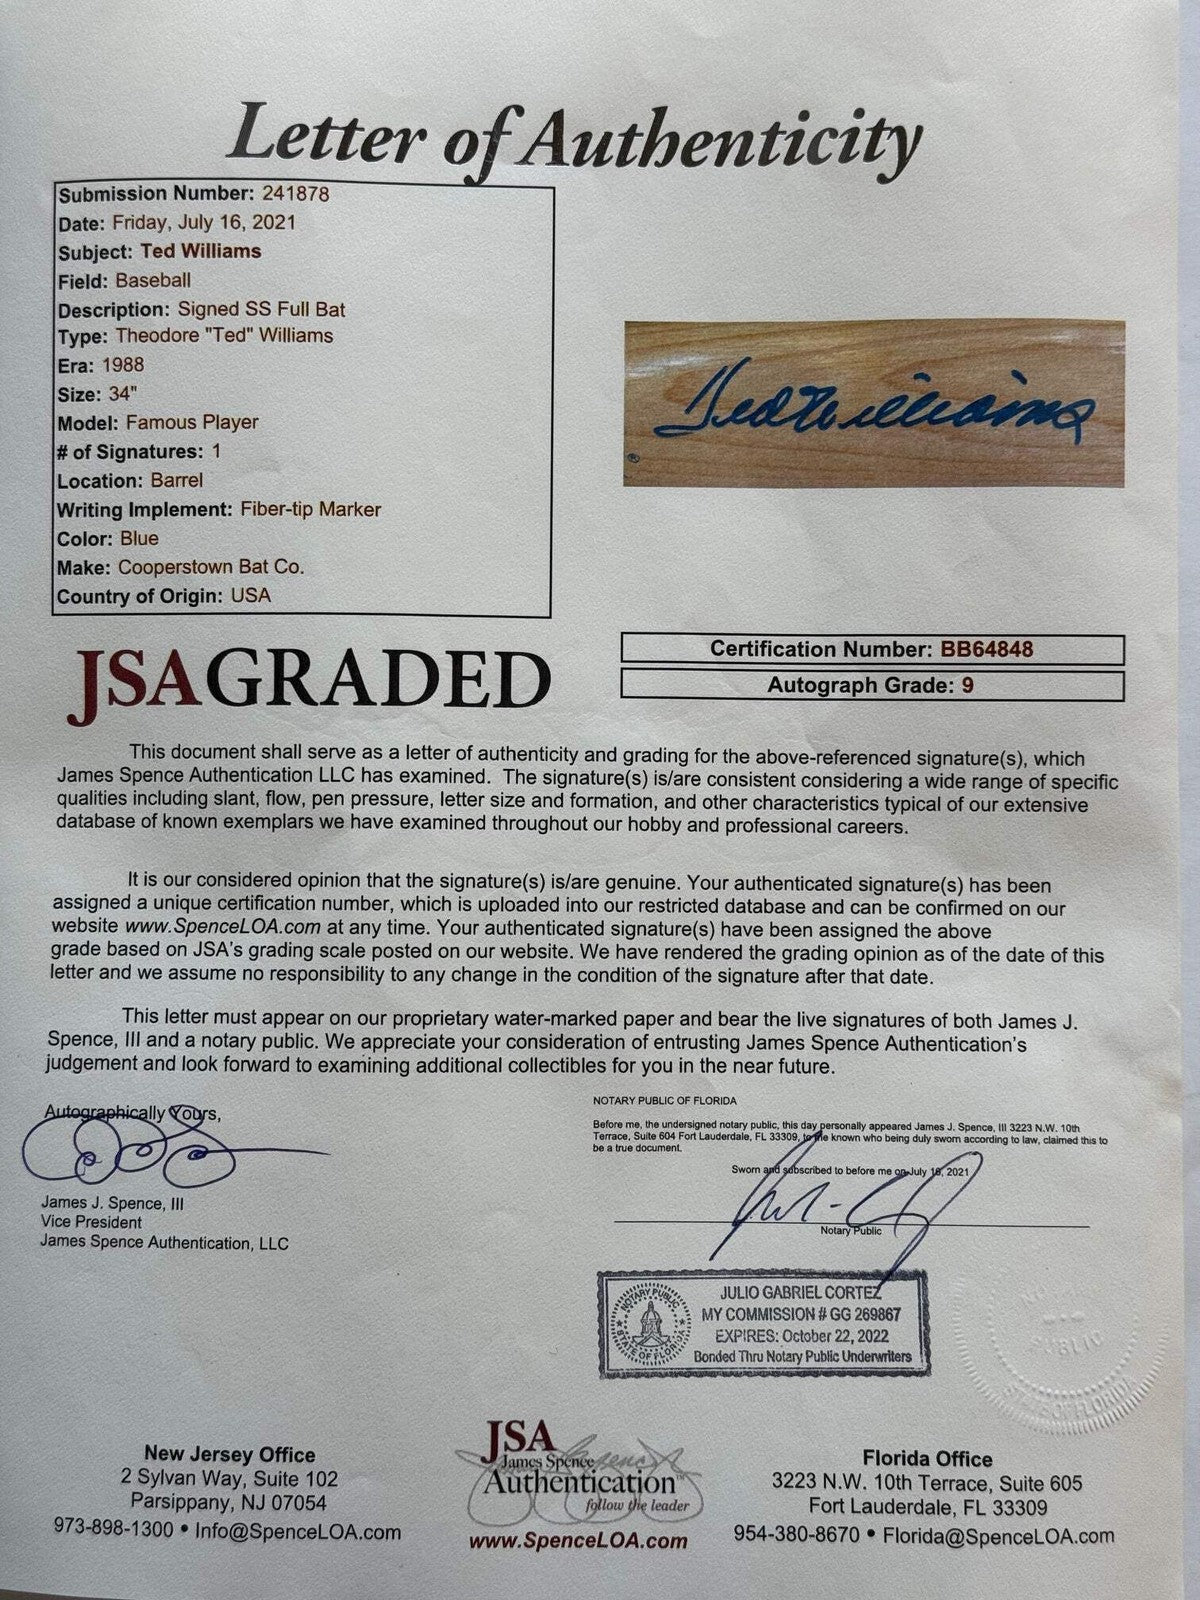 Letter of Authenticity
Submission Number: 241878
Date: Friday, July 16, 2021
Subject: Ted Williams
Field: Baseball
Description: Signed SS Full Bat
Type: Theodore "Ted" Williams
Era: 1988
Size: 34"
Model: Famous Player
# of Signatures: 1
Location: Barrel
Writing Implement: Fiber-tip Marker
Color: Blue
Make: Cooperstown Bat Co.
Country of Origin: USA
Ted Williams
®
JSAGRADED
Certification Number: BB64848
Autograph Grade: 9
This document shall serve as a letter of authenticity and grading for the above-referenced signature(s), which
James Spence Authentication LLC has examined. The signature(s) is/are consistent considering a wide range of specific
qualities including slant, flow, pen pressure, letter size and formation, and other characteristics typical of our extensive
database of known exemplars we have examined throughout our hobby and professional careers.
It is our considered opinion that the signature(s) is/are genuine. Your authenticated signature(s) has been
assigned a unique certification number, which is uploaded into our restricted database and can be confirmed on our
website www.SpenceLOA.com at any time. Your authenticated signature(s) have been assigned the above
grade based on JSA's grading scale posted on our website. We have rendered the grading opinion as of the date of this
letter and we assume no responsibility to any change in the condition of the signature after that date.
This letter must appear on our proprietary water-marked paper and bear the live signatures of both James J.
Spence, III and a notary public. We appreciate your consideration of entrusting James Spence Authentication's
judgement and look forward to examining additional collectibles for you in the near future.
Autographically Yours,
James J. Spence, III
Vice President
James Spence Authentication, LLC
NOTARY PUBLIC OF FLORIDA
Before me, the undersigned notary public, this day personally appeared James J. Spence, III 3223 N.W. 10th
Terrace, Suite 604 Fort Lauderdale, FL 33309, to me known who being duly sworn according to law, claimed this to
be a true document.
Sworn and subscribed to before me on July 16, 2021
Notary Public
NOTARY PUBLIC
STATE OF FLORIDA
JULIO GABRIEL CORTEZ
MY COMMISSION # GG 269867
EXPIRES: October 22, 2022
Bonded Thru Notary Public Underwriters
STATE OF FLORIDA
New Jersey Office
2 Sylvan Way, Suite 102
Parsippany, NJ 07054
973-898-1300 • Info@SpenceLOA.com
JSA
James Spence
Authentication™
follow the leader
www.SpenceLOA.com
Florida Office
3223 N.W. 10th Terrace, Suite 605
Fort Lauderdale, FL 33309
954-380-8670 • Florida@SpenceLOA.com